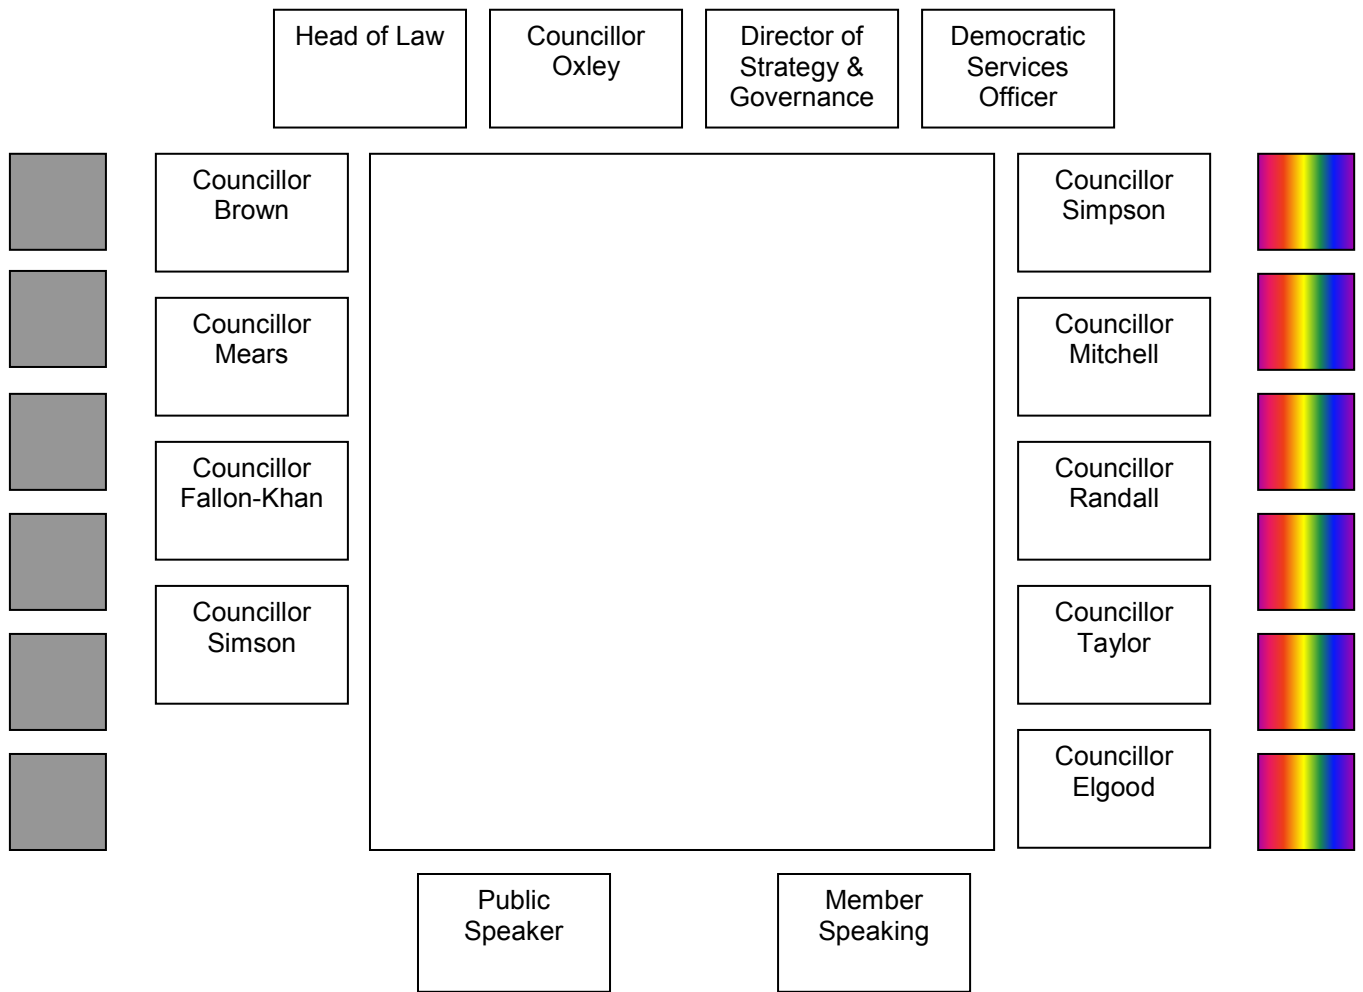 Head of Law
Councillor
Oxley
Director of
Strategy &
Governance
Democratic
Services
Officer
Councillor
Brown
Councillor
Simpson
Councillor
Mears
Councillor
Mitchell
Councillor
Fallon-Khan
Councillor
Randall
Councillor
Simson
Councillor
Taylor
Councillor
Elgood
Public
Speaker
Member
Speaking